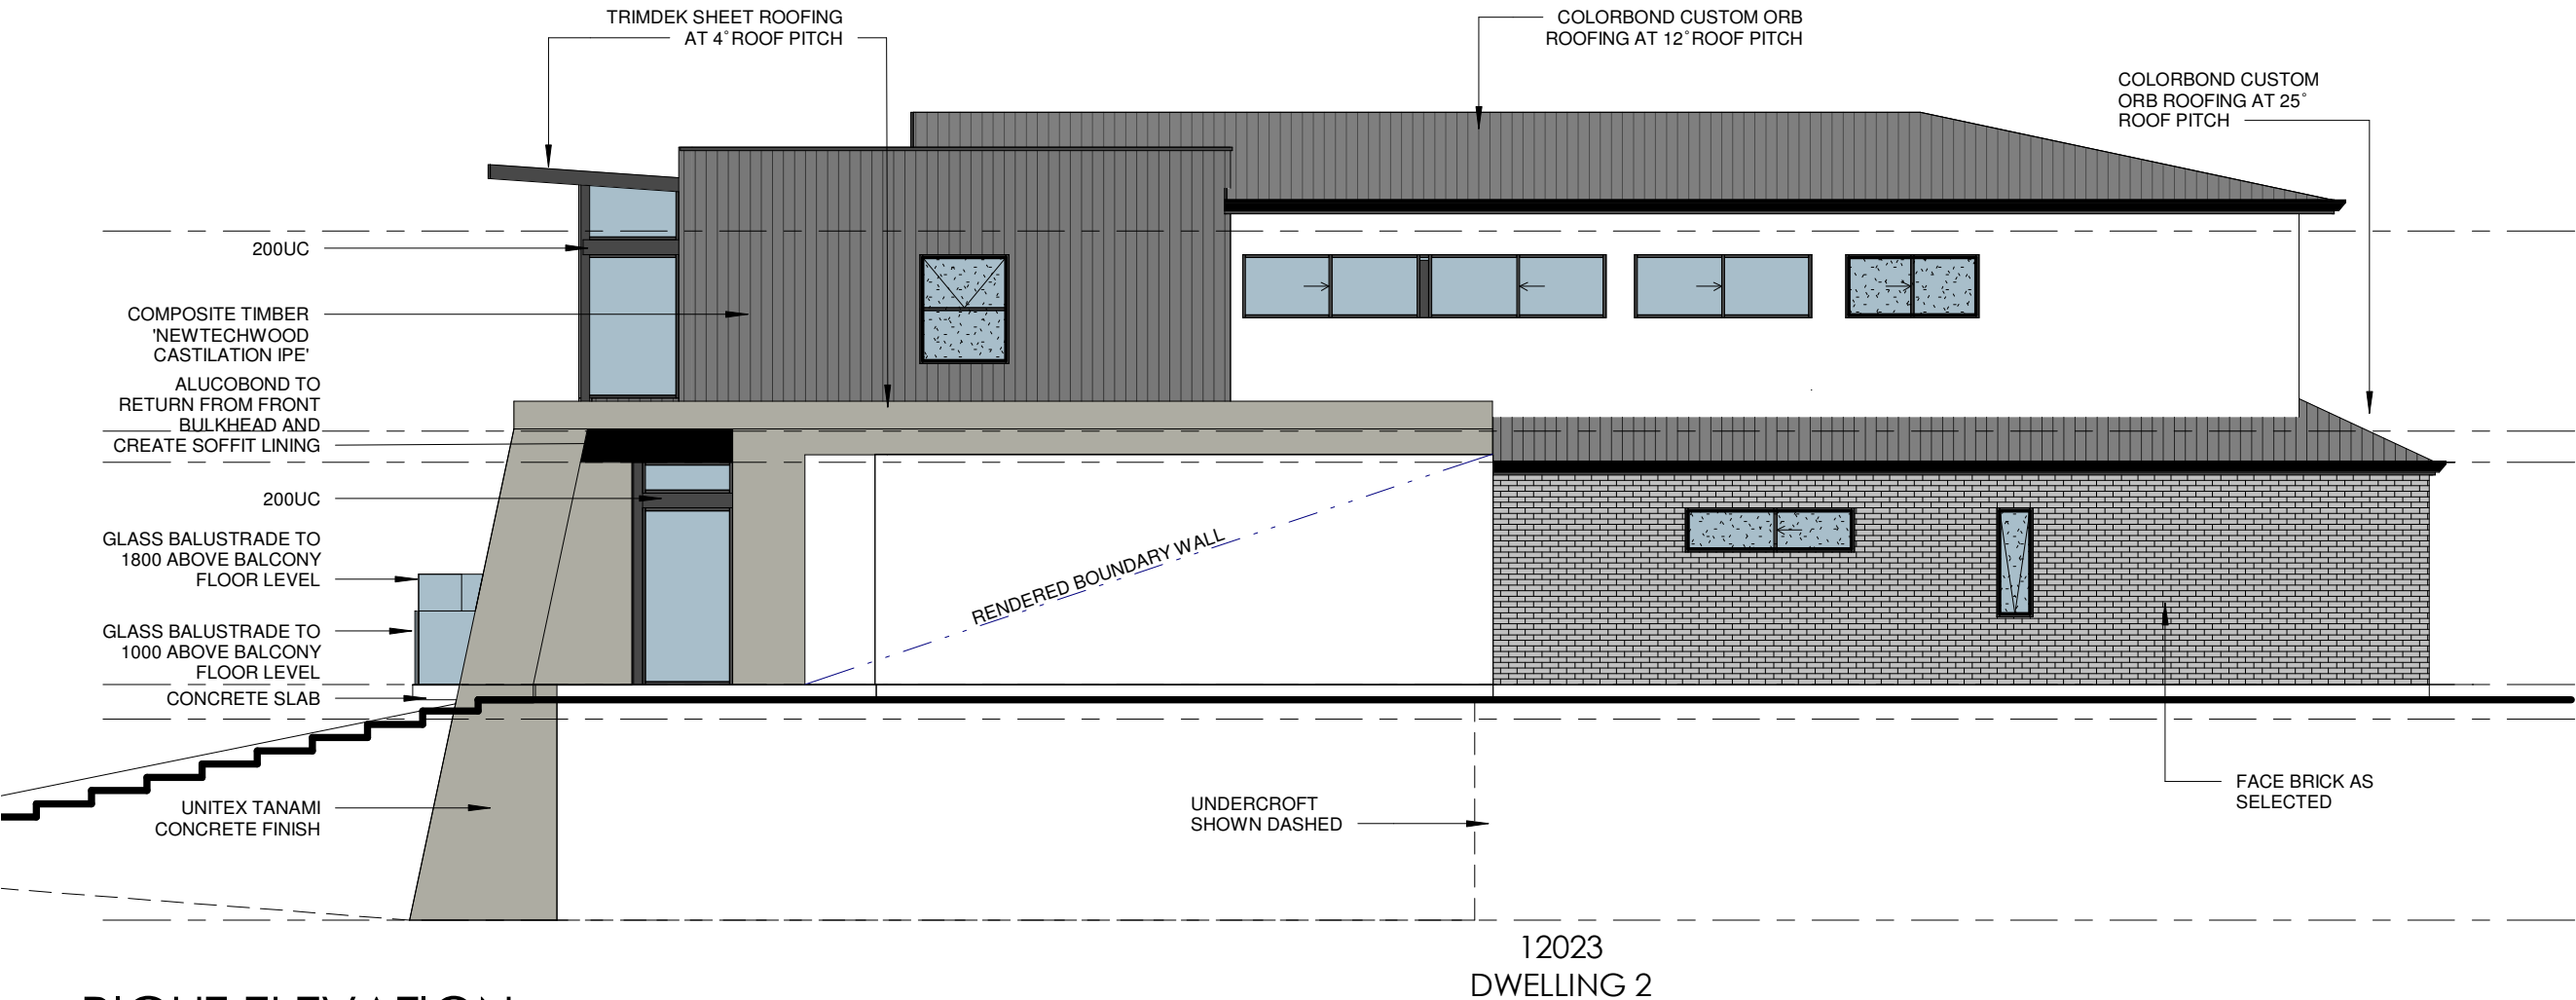 TRIMDEK SHEET ROOFING
AT 4° ROOF PITCH
COLORBOND CUSTOM ORB
ROOFING AT 12° ROOF PITCH
COLORBOND CUSTOM
ORB ROOFING AT 25°
ROOF PITCH
200UC
COMPOSITE TIMBER
'NEWTECHWOOD
CASTILATION IPE'
ALUCOBOND TO
RETURN FROM FRONT
BULKHEAD AND
CREATE SOFFIT LINING
200UC
GLASS BALUSTRADE TO
1800 ABOVE BALCONY
FLOOR LEVEL
GLASS BALUSTRADE TO
1000 ABOVE BALCONY
FLOOR LEVEL
CONCRETE SLAB
RENDERED BOUNDARY WALL
UNITEX TANAMI
CONCRETE FINISH
UNDERCROFT
SHOWN DASHED
FACE BRICK AS
SELECTED
12023
DWELLING 2
RIGHT ELEVATION